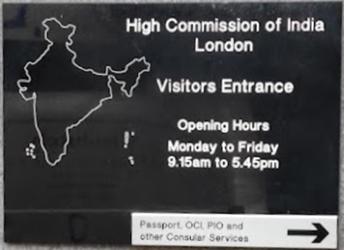 High Commission of India
London
Visitors Entrance
Opening Hours
Monday to Friday
9.15am to 5.45pm
Passport, OCI, PIO and
other Consular Services